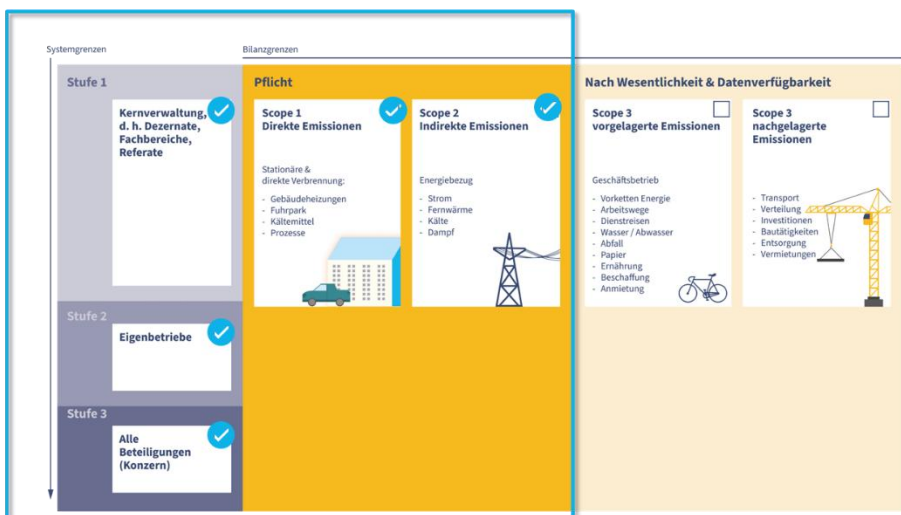 Systemgrenzen
Bilanzgrenzen
Stufe 1
Kernverwaltung,
d. h. Dezernate,
Fachbereiche,
Referate
Stufe 2
Eigenbetriebe
Stufe 3
Alle
Beteiligungen
(Konzern)
Pflicht
Scope 1
Direkte Emissionen
Stationäre &
direkte Verbrennung:
- Gebäudeheizungen
- Fuhrpark
- Kältemittel
- Prozesse
Scope 2
Indirekte Emissionen
Energiebezug
- Strom
- Fernwärme
- Kälte
- Dampf
Nach Wesentlichkeit & Datenverfügbarkeit
Scope 3
vorgelagerte Emissionen
Geschäftsbetrieb
- Vorketten Energie
- Arbeitswege
- Dienstreisen
- Wasser / Abwasser
- Abfall
- Papier
- Ernährung
- Beschaffung
- Anmietung
Scope 3
nachgelagerte
Emissionen
- Transport
- Verteilung
- Investitionen
- Bautätigkeiten
- Entsorgung
- Vermietungen